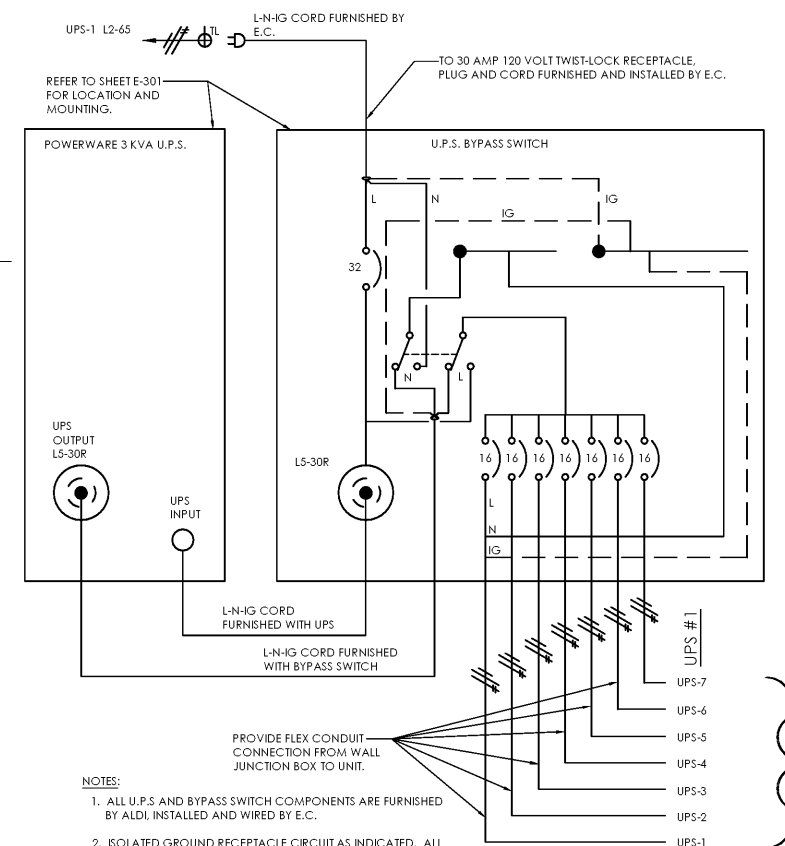 L-N-IG CORD FURNISHED BY
E.C.
UPS-1 L2-65
TL
TO 30 AMP 120 VOLT TWIST-LOCK RECEPTACLE,
PLUG AND CORD FURNISHED AND INSTALLED BY E.C.
REFER TO SHEET E-301
FOR LOCATION AND
MOUNTING.
POWERWARE 3 KVA U.P.S.
U.P.S. BYPASS SWITCH
L
N
IG
IG
32
N
L
UPS
OUTPUT
L5-30R
L5-30R
16
16
16
16
16
16
16
UPS
INPUT
L
N
IG
L-N-IG CORD
FURNISHED WITH UPS
L-N-IG CORD FURNISHED
WITH BYPASS SWITCH
UPS #1
UPS-7
UPS-6
UPS-5
UPS-4
UPS-3
UPS-2
UPS-1
PROVIDE FLEX CONDUIT
CONNECTION FROM WALL
JUNCTION BOX TO UNIT.
NOTES:
1. ALL U.P.S AND BYPASS SWITCH COMPONENTS ARE FURNISHED
BY ALDI, INSTALLED AND WIRED BY E.C.
2. ISOLATED GROUND RECEPTACLE CIRCUIT AS INDICATED. ALL